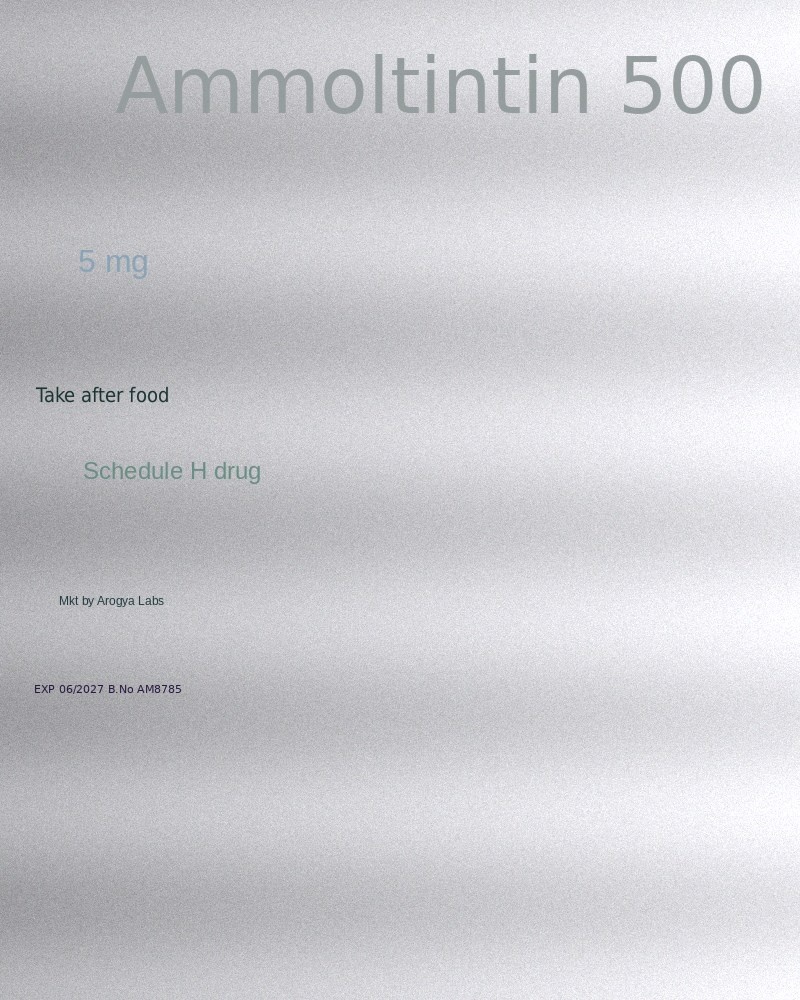 Ammoltintin 500
5 mg
Take after food
Schedule H drug
Mkt by Arogya Labs
EXP 06/2027 B.No AM8785